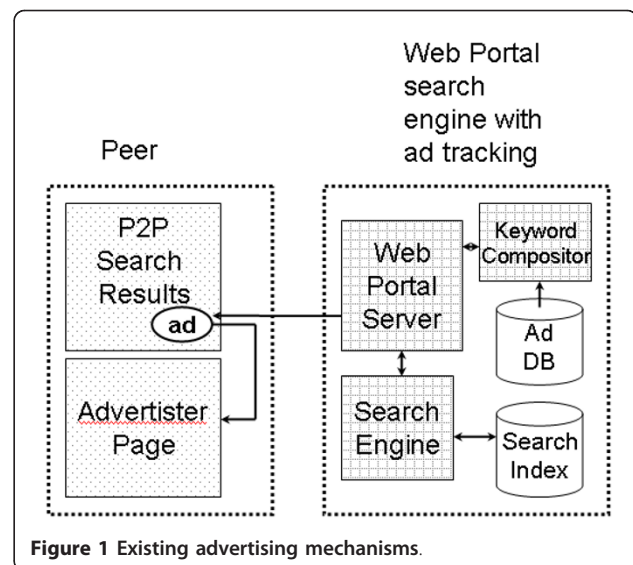 Web Portal
search
engine with
ad tracking
Peer
P2P
Search
Results
ad
Advertister
Page
Web
Portal
Server
Keyword
Compositor
Ad
DB
Search
Engine
Search
Index
Figure 1 Existing advertising mechanisms.